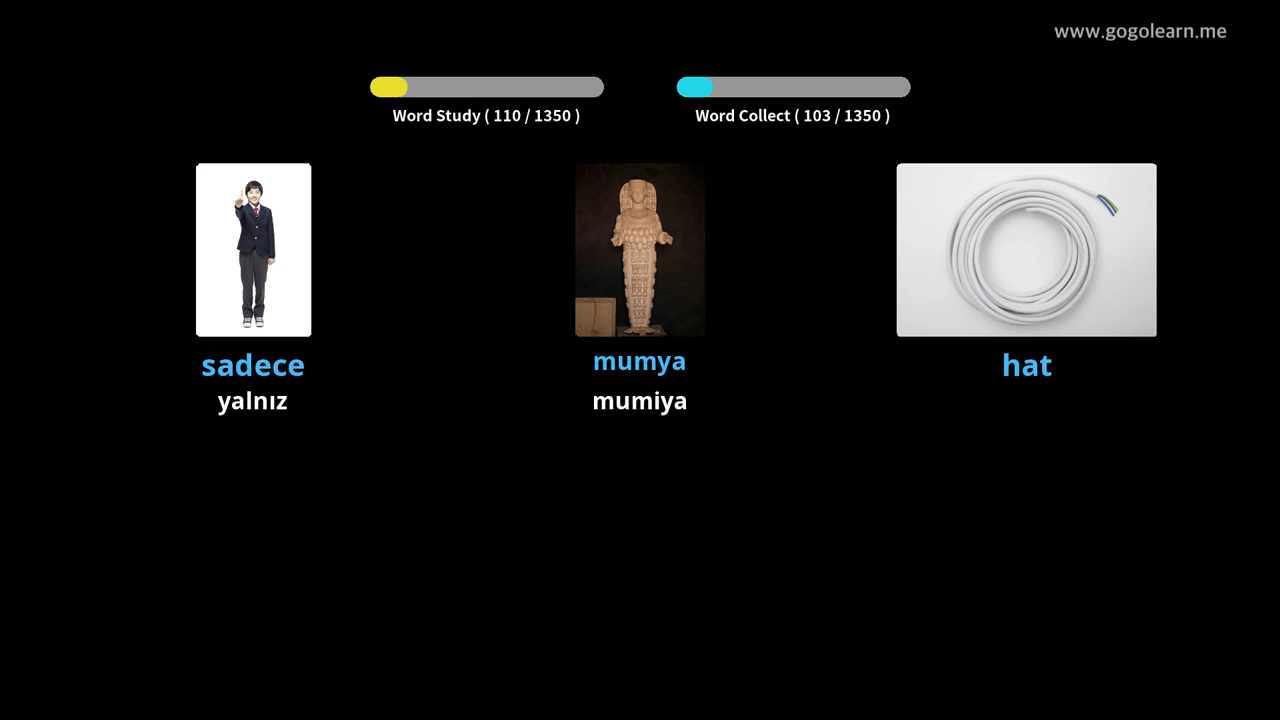 www.gogolearn.me
Word Study ( 110 / 1350 )
Word Collect ( 103 / 1350 )
sadece
yalnız
mumya
mumiya
hat